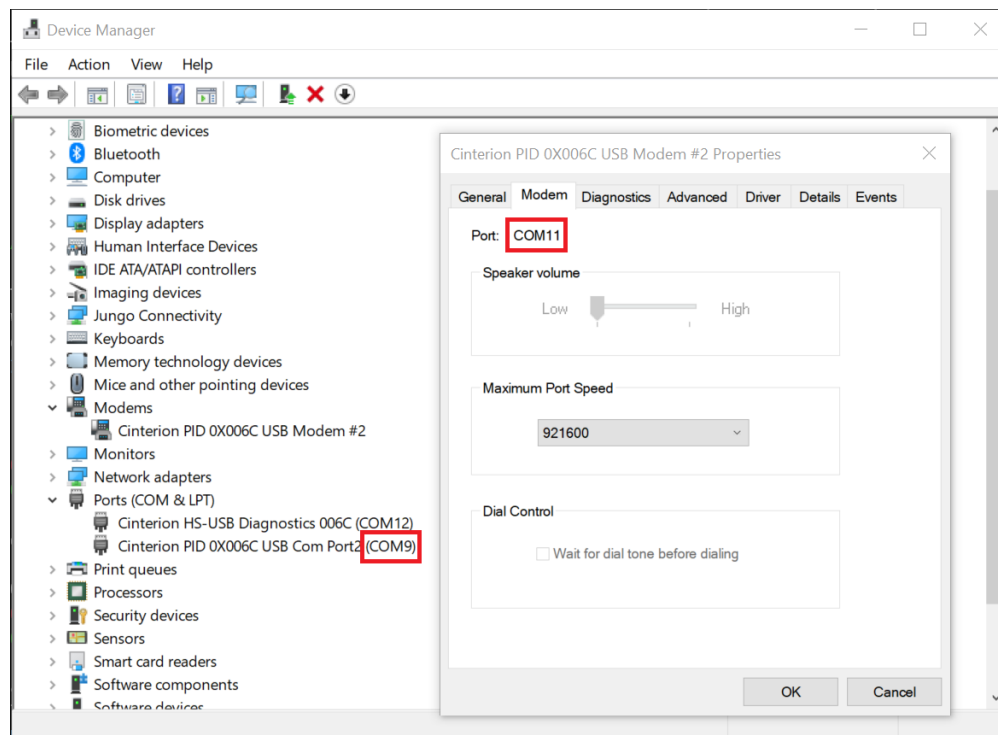 Device Manager
File Action View Help
Biometric devices
Bluetooth
Computer
Disk drives
Display adapters
Human Interface Devices
IDE ATA/ATAPI controllers
Imaging devices
Jungo Connectivity
Keyboards
Memory technology devices
Mice and other pointing devices
Modems
Cinterion PID 0X006C USB Modem #2
Monitors
Network adapters
Ports (COM & LPT)
Cinterion HS-USB Diagnostics 006C (COM12)
Cinterion PID 0X006C USB Com Port2 (COM9)
Print queues
Processors
Security devices
Sensors
Smart card readers
Software components
Software devices
Cinterion PID 0X006C USB Modem #2 Properties
General Modem Diagnostics Advanced Driver Details Events
Port: COM11
Speaker volume
Low High
Maximum Port Speed
921600
Dial Control
Wait for dial tone before dialing
OK Cancel